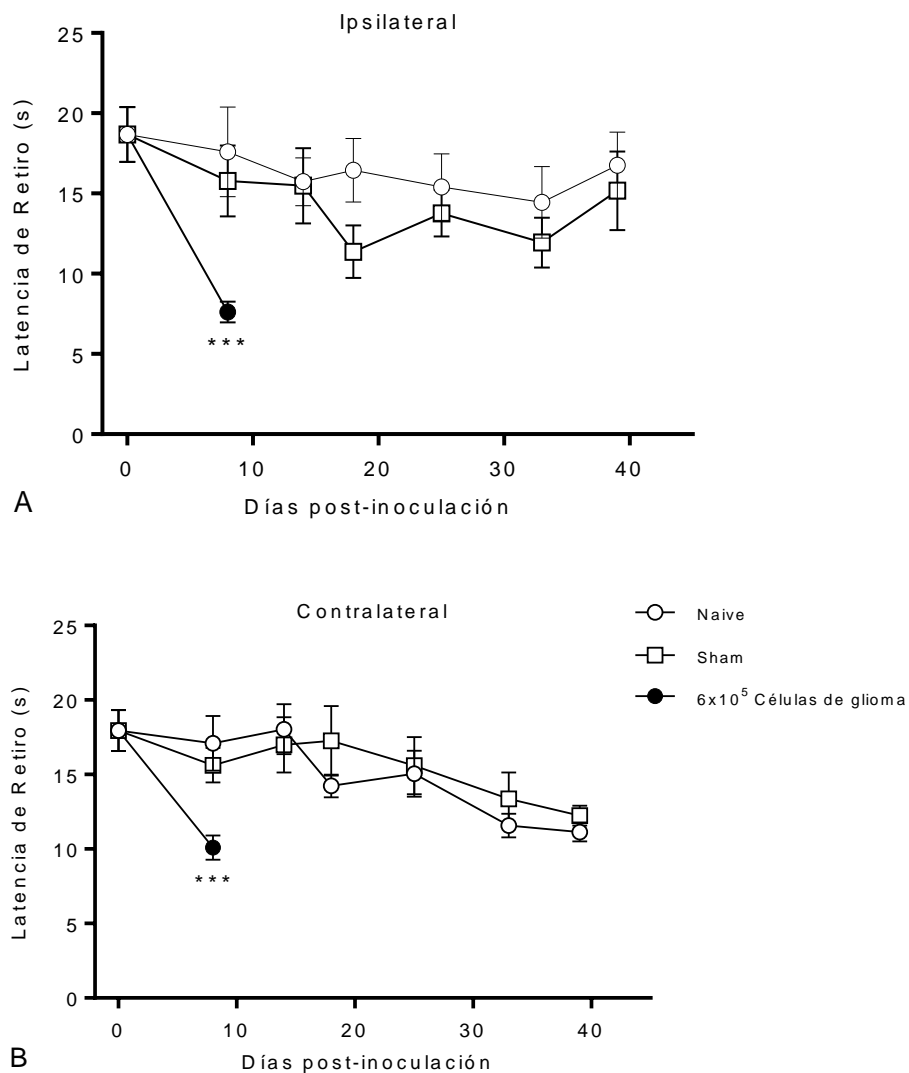 Ipsilateral
25
20
15
10
5
0
Latencia de Retiro (s)
***
0 10 20 30 40
Días post-inoculación
A
Contralateral
25
20
15
10
5
0
Latencia de Retiro (s)
***
0 10 20 30 40
Días post-inoculación
B
Naive
Sham
6x10⁵ Células de glioma